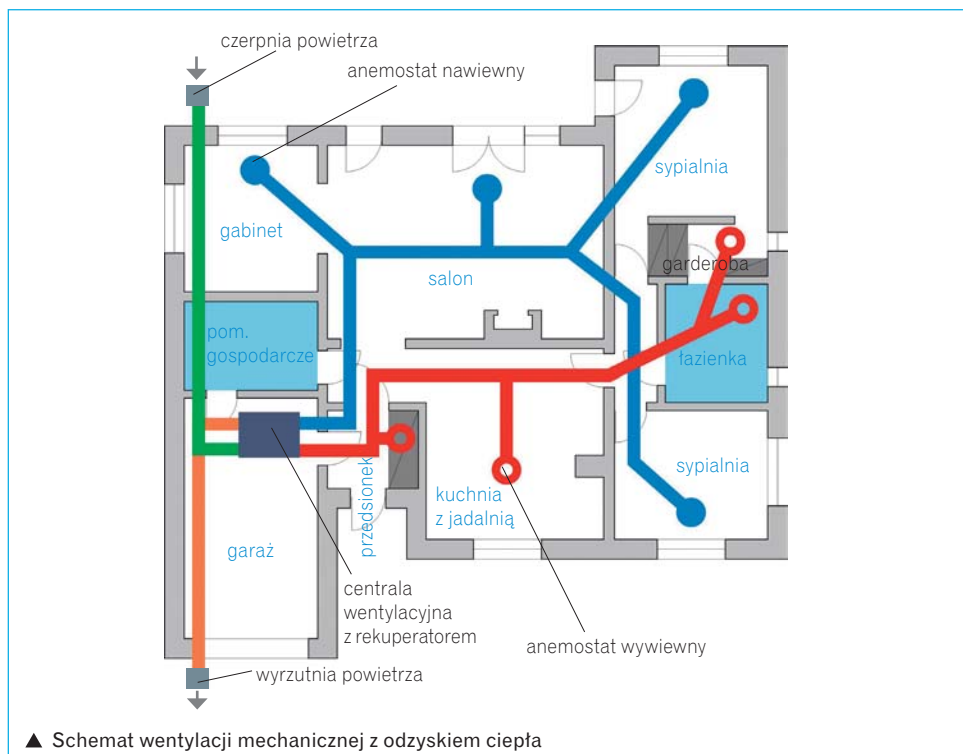 czerpnia powietrza
anemostat nawiewny
sypialnia
gabinet
salon
garderoba
pom.
gospodarcze
łazienka
przedsionek
kuchnia
z jadalnią
sypialnia
garaż
centrala
wentylacyjna
z rekuperatorem
anemostat wywiewny
wyrzutnia powietrza
▲ Schemat wentylacji mechanicznej z odzyskiem ciepła